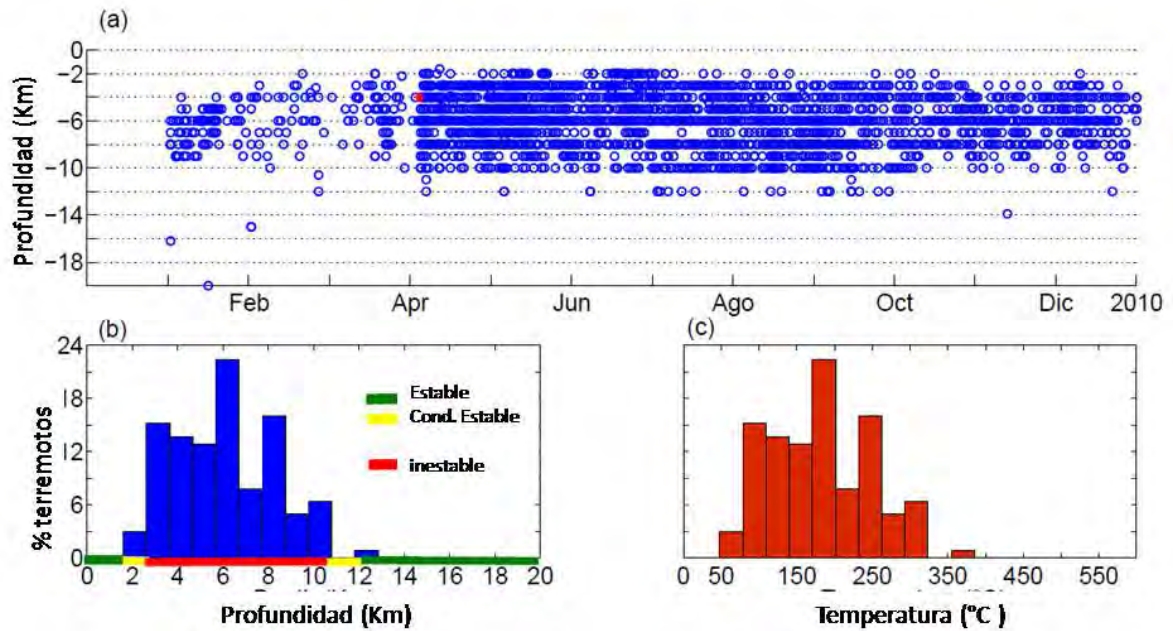 (a)
0
−2
−6
−10
−14
−18
Profundidad (Km)
Feb Apr Jun Ago Oct Dic 2010
(b)
24
18
12
6
0
% terremotos
Estable
Cond. Estable
inestable
0 2 4 6 8 10 12 14 16 18 20
Profundidad (Km)
(c)
0 50 150 250 350 450 550
Temperatura (°C )